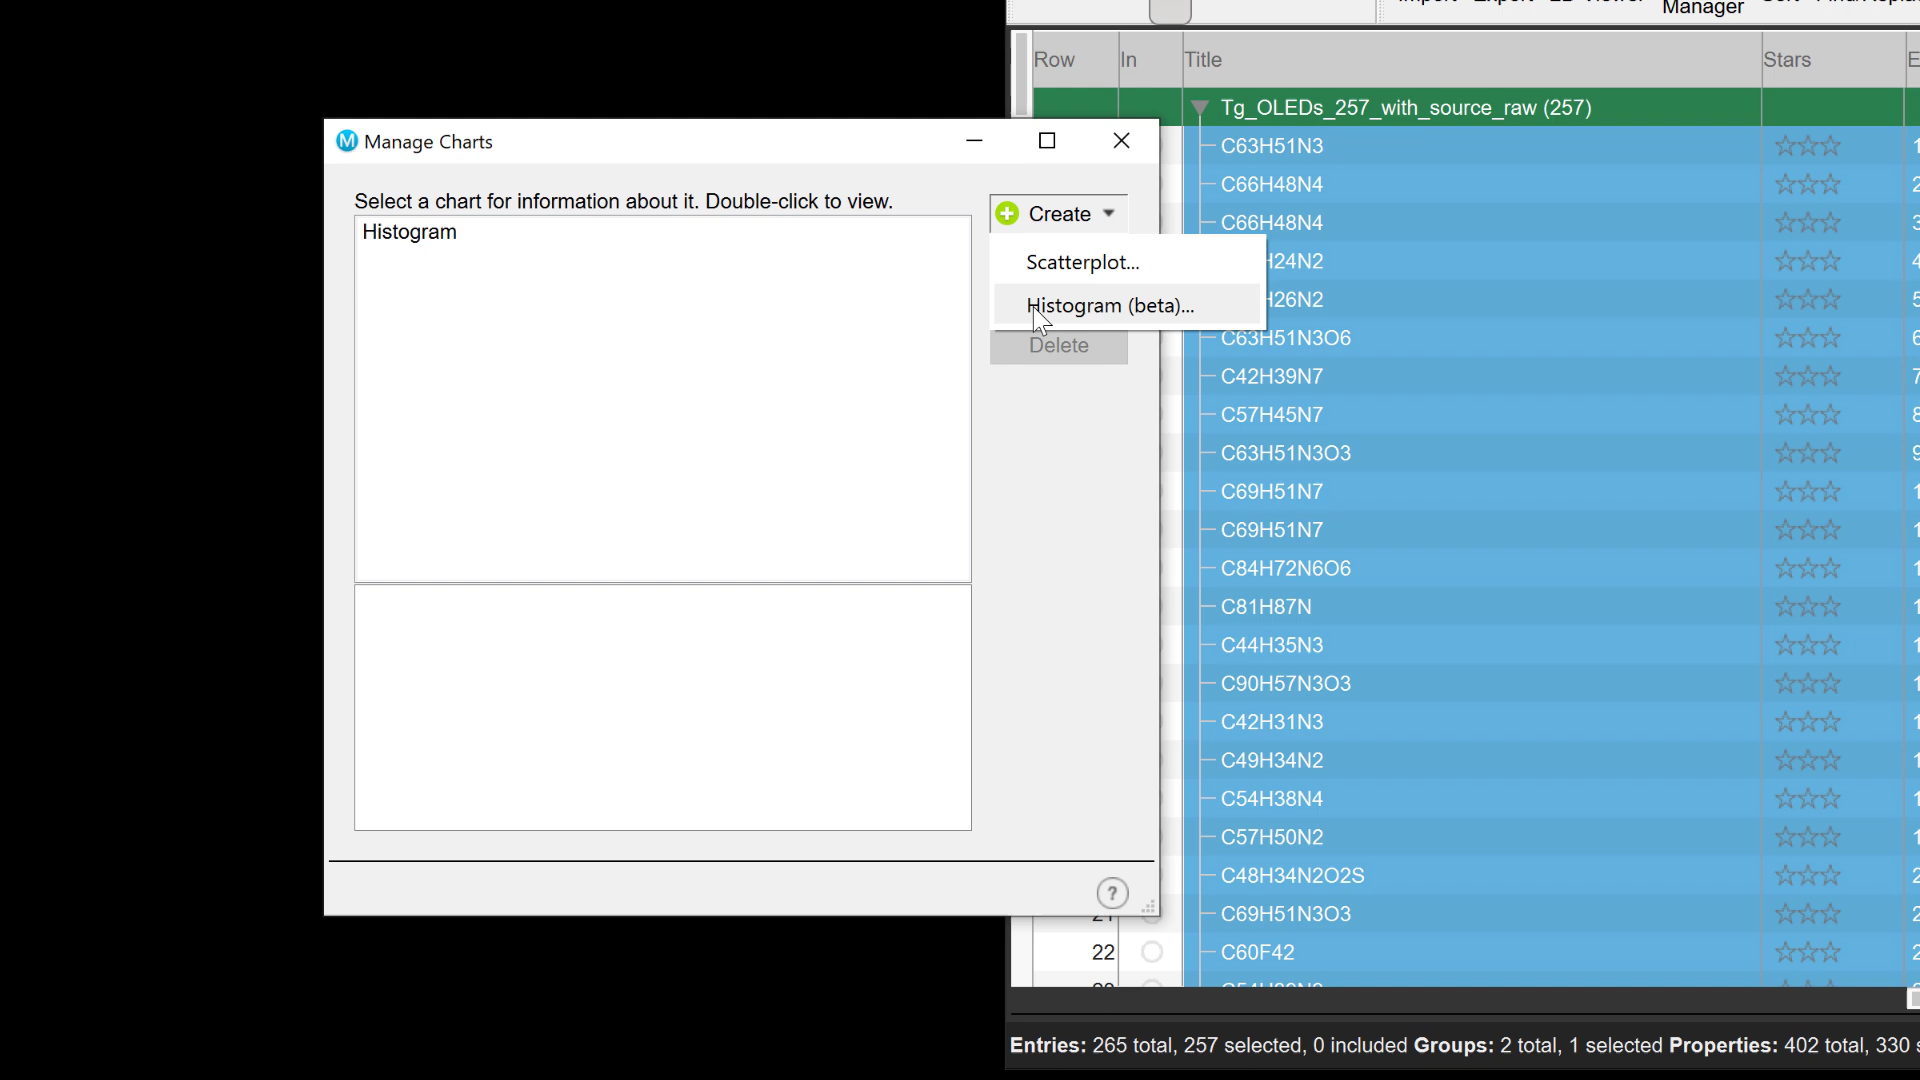 Manager
Row In Title Stars
Tg_OLEDs_257_with_source_raw (257)
Manage Charts
Select a chart for information about it. Double-click to view.
Histogram
Create
Scatterplot...
Histogram (beta)...
Delete
C63H51N3
C66H48N4
C66H48N4
H24N2
H26N2
C63H51N3O6
C42H39N7
C57H45N7
C63H51N3O3
C69H51N7
C69H51N7
C84H72N6O6
C81H87N
C44H35N3
C90H57N3O3
C42H31N3
C49H34N2
C54H38N4
C57H50N2
C48H34N2O2S
C69H51N3O3
22 C60F42
Entries: 265 total, 257 selected, 0 included Groups: 2 total, 1 selected Properties: 402 total, 330